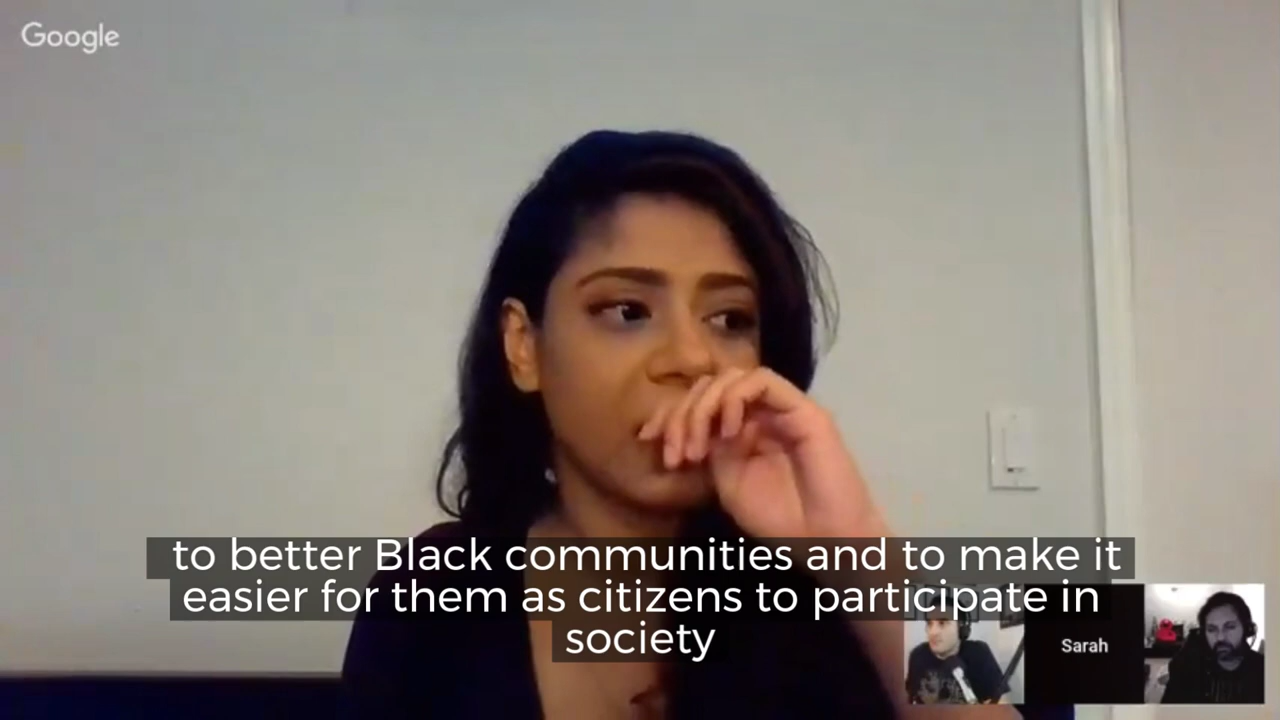 Google
to better Black communities and to make it
easier for them as citizens to participate in
society
Sarah